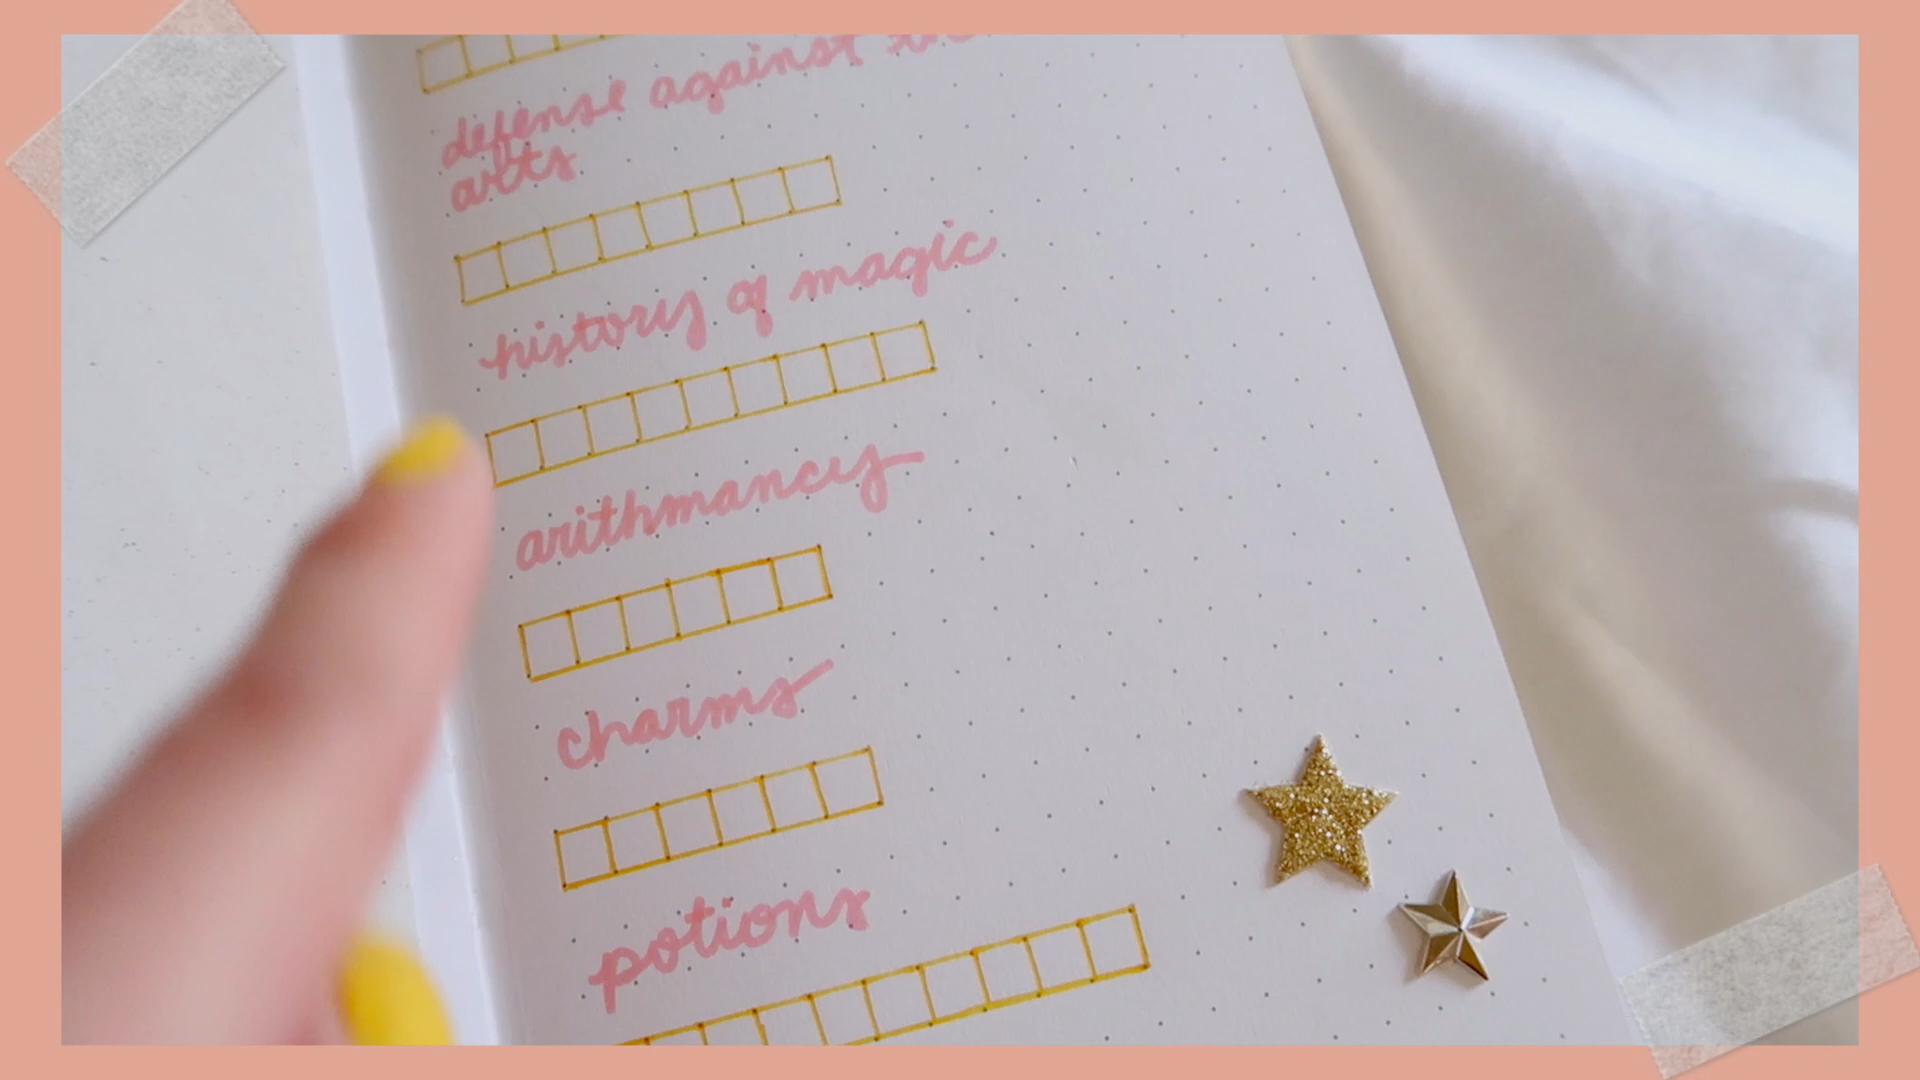 defense against the
arts
history of magic
arithmancy
charms
potions